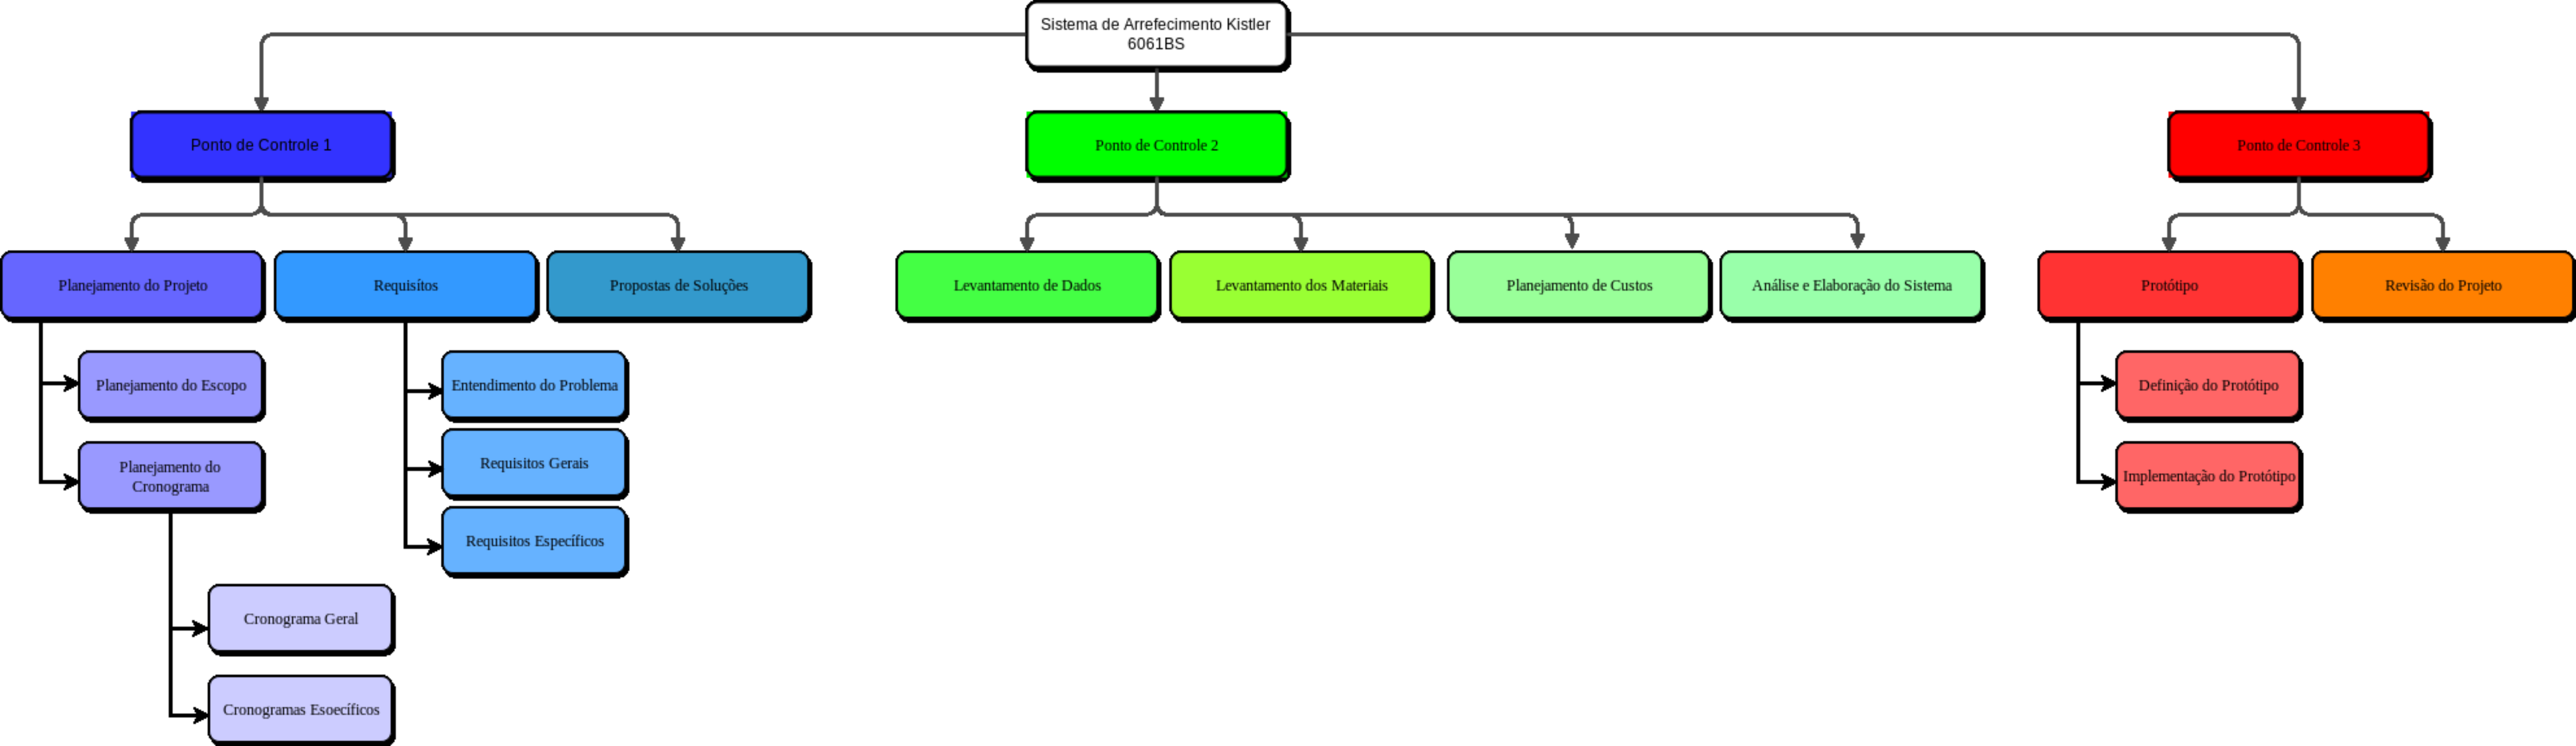 Sistema de Arrefecimento Kistler
6061BS
Ponto de Controle 1
Ponto de Controle 2
Ponto de Controle 3
Planejamento do Projeto
Requisítos
Propostas de Soluções
Levantamento de Dados
Levantamento dos Materiais
Planejamento de Custos
Análise e Elaboração do Sistema
Protótipo
Revisão do Projeto
Planejamento do Escopo
Entendimento do Problema
Definição do Protótipo
Planejamento do
Cronograma
Requisitos Gerais
Implementação do Protótipo
Requisitos Específicos
Cronograma Geral
Cronogramas Esoecíficos